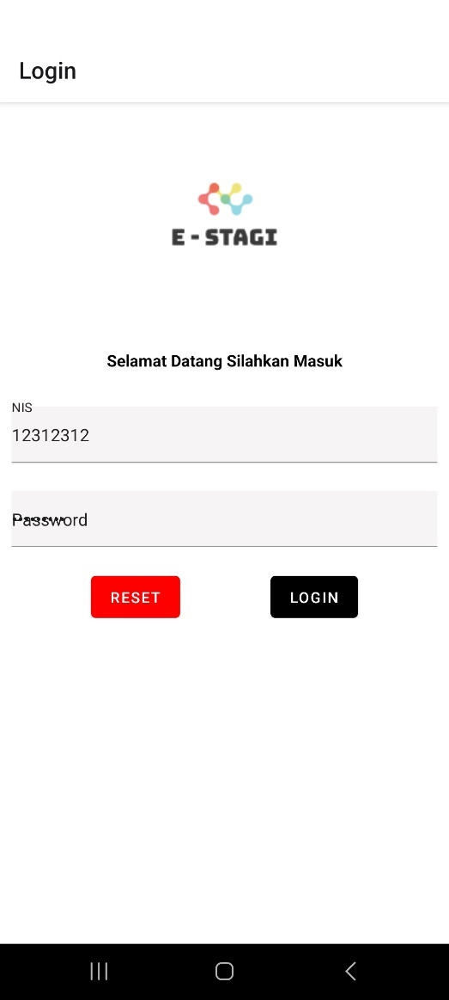 Login
E - STAGI
Selamat Datang Silahkan Masuk
NIS
12312312
Password
RESET
LOGIN